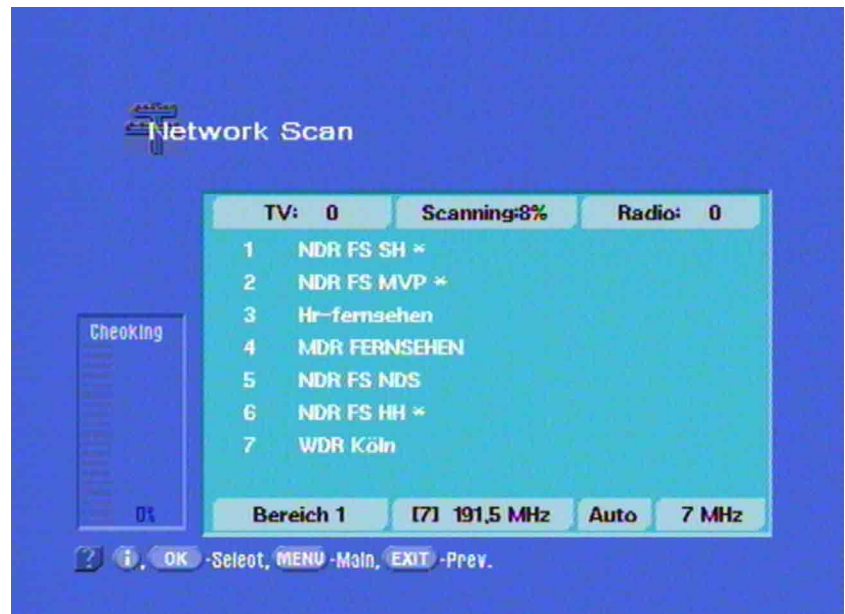 Network Scan
TV: 0 Scanning:8% Radio: 0
1 NDR FS SH *
2 NDR FS MVP *
3 Hr-fernsehen
4 MDR FERNSEHEN
5 NDR FS NDS
6 NDR FS HH *
7 WDR Köln
Checking
0%
Bereich 1 [7] 191,5 MHz Auto 7 MHz
? i, OK -Select, MENU -Main, EXIT -Prev.